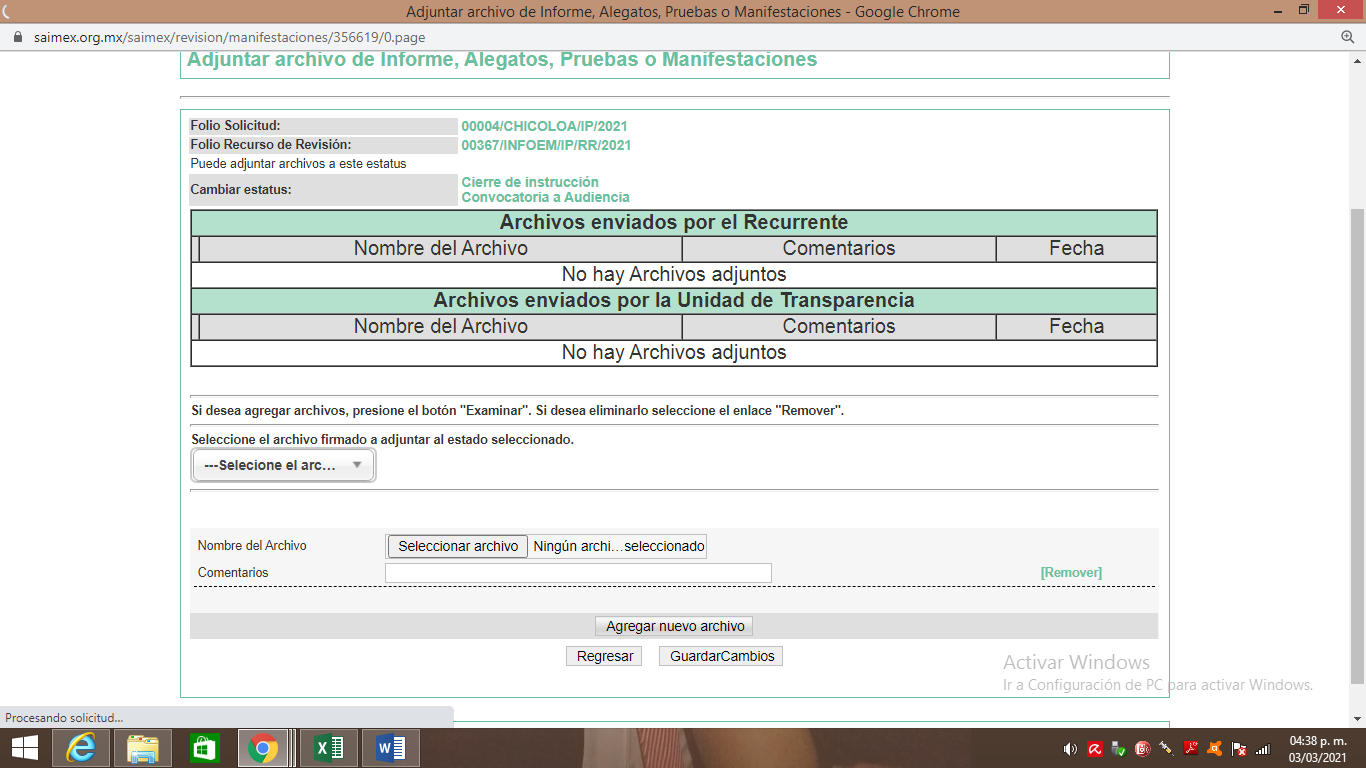 Adjuntar archivo de Informe, Alegatos, Pruebas o Manifestaciones - Google Chrome
saimex.org.mx/saimex/revision/manifestaciones/356619/0.page
Adjuntar archivo de Informe, Alegatos, Pruebas o Manifestaciones
Folio Solicitud: 00004/CHICOLOA/IP/2021
Folio Recurso de Revisión: 00367/INFOEM/IP/RR/2021
Puede adjuntar archivos a este estatus
Cambiar estatus: Cierre de instrucción
Convocatoria a Audiencia
Archivos enviados por el Recurrente
Nombre del Archivo Comentarios Fecha
No hay Archivos adjuntos
Archivos enviados por la Unidad de Transparencia
Nombre del Archivo Comentarios Fecha
No hay Archivos adjuntos
Si desea agregar archivos, presione el botón "Examinar". Si desea eliminarlo seleccione el enlace "Remover".
Seleccione el archivo firmado a adjuntar al estado seleccionado.
---Selecione el arc...
Nombre del Archivo Seleccionar archivo Ningún archi...seleccionado
Comentarios [Remover]
Agregar nuevo archivo
Regresar GuardarCambios
Activar Windows
Ir a Configuración de PC para activar Windows.
Procesando solicitud...
04:38 p. m.
03/03/2021